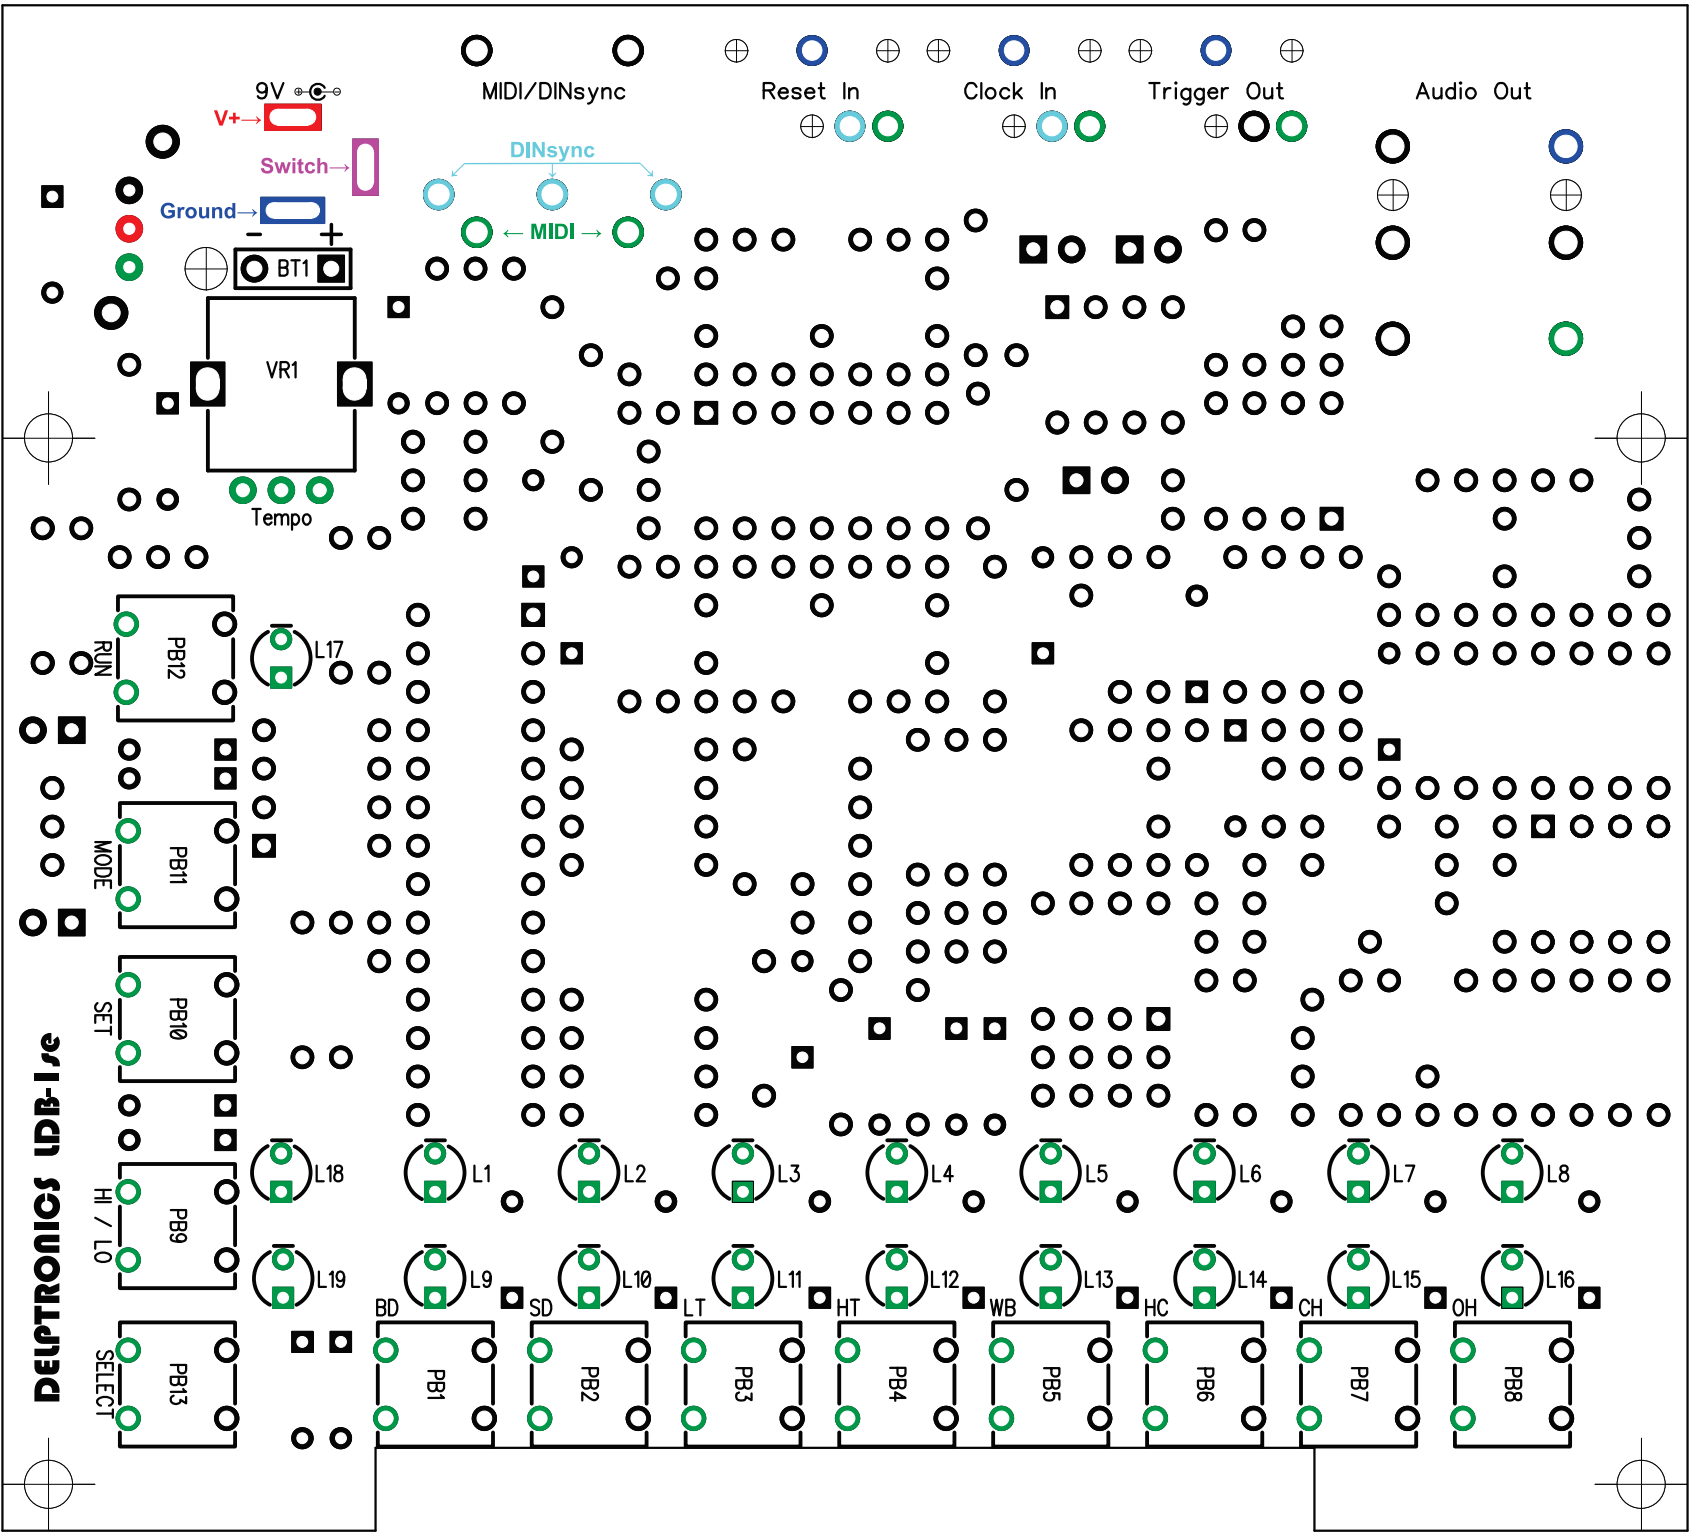 9V
MIDI/DINsync
Reset In
Clock In
Trigger Out
Audio Out
V+→
Switch→
DINsync
Ground→
← MIDI →
- +
BT1
VR1
Tempo
RUN
PB12
L17
MODE
PB11
SET
PB10
DELPTRONICS LDB-1se
L18
L1
L2
L3
L4
L5
L6
L7
L8
HI / LO
PB9
L19
L9
L10
L11
L12
L13
L14
L15
L16
BD
SD
LT
HT
WB
HC
CH
OH
SELECT
PB13
PB1
PB2
PB3
PB4
PB5
PB6
PB7
PB8